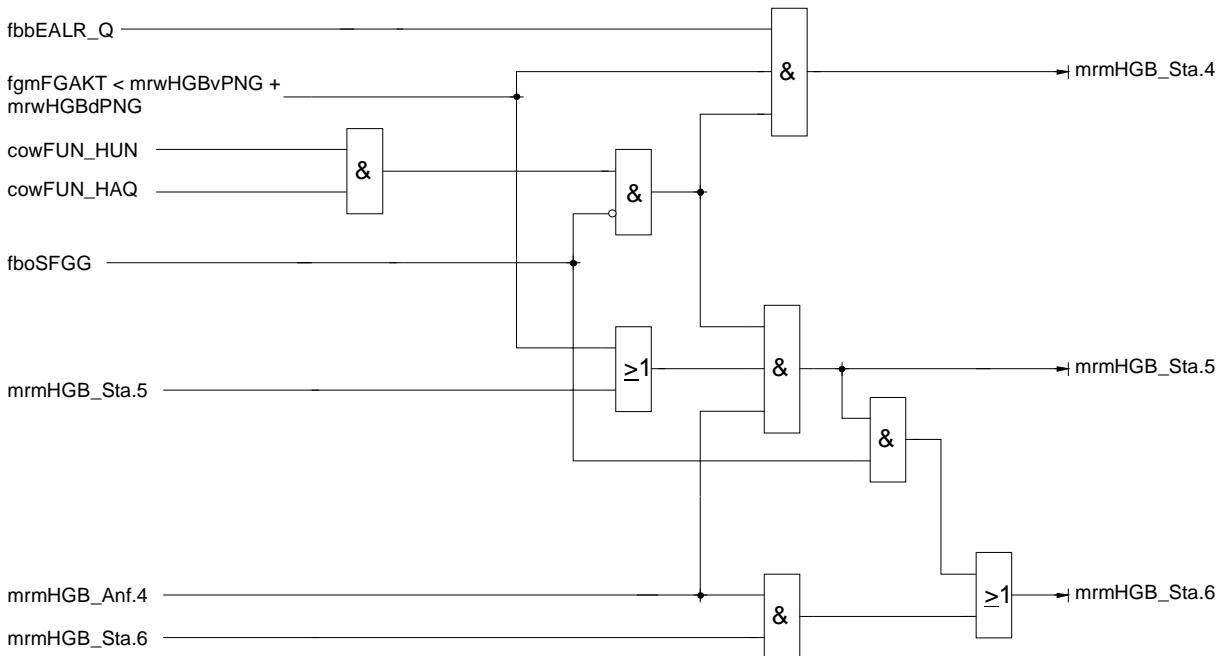 fbbEALR_Q
&
mrmHGB_Sta.4
fgmFGAKT < mrwHGBvPNG +
mrwHGBdPNG
cowFUN_HUN
&
&
cowFUN_HAQ
fboSFGG
≥1
&
mrmHGB_Sta.5
mrmHGB_Sta.5
&
mrmHGB_Anf.4
≥1
mrmHGB_Sta.6
&
mrmHGB_Sta.6